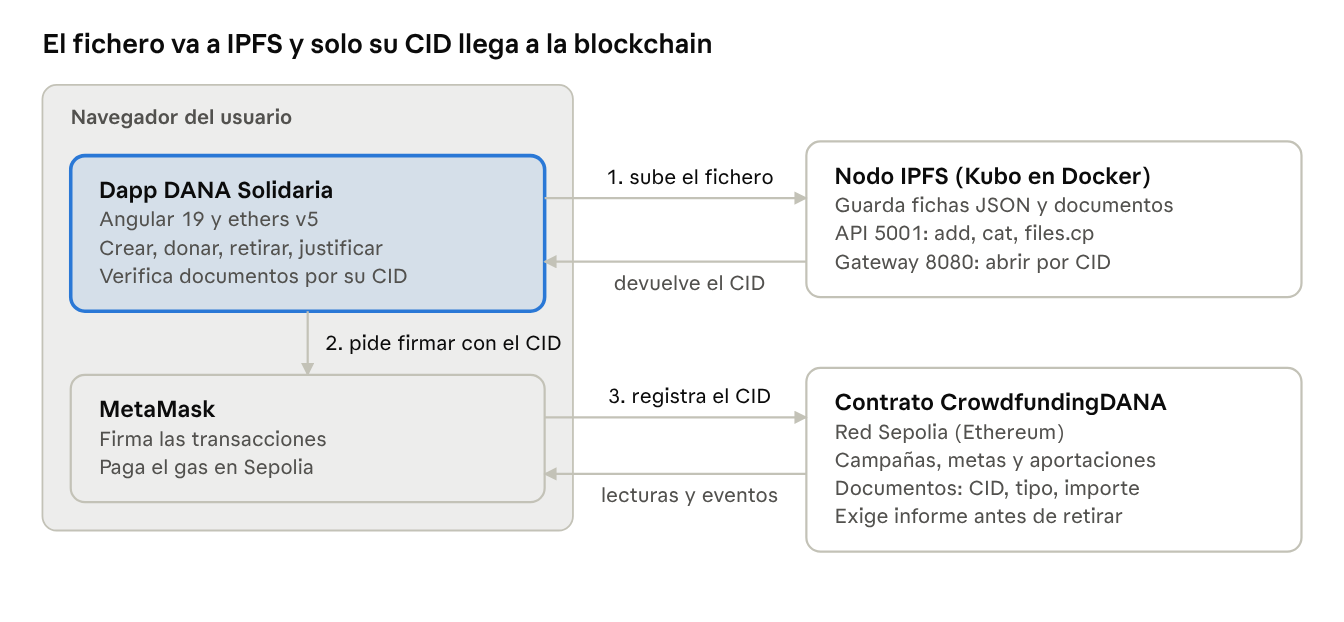 El fichero va a IPFS y solo su CID llega a la blockchain
Navegador del usuario
Dapp DANA Solidaria
Angular 19 y ethers v5
Crear, donar, retirar, justificar
Verifica documentos por su CID
1. sube el fichero
devuelve el CID
Nodo IPFS (Kubo en Docker)
Guarda fichas JSON y documentos
API 5001: add, cat, files.cp
Gateway 8080: abrir por CID
2. pide firmar con el CID
MetaMask
Firma las transacciones
Paga el gas en Sepolia
3. registra el CID
lecturas y eventos
Contrato CrowdfundingDANA
Red Sepolia (Ethereum)
Campañas, metas y aportaciones
Documentos: CID, tipo, importe
Exige informe antes de retirar